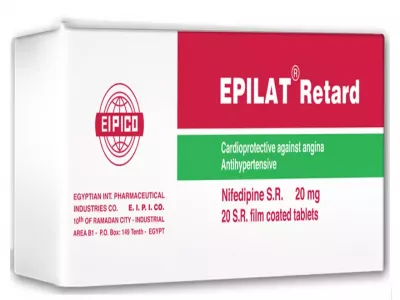 EIPICO
EGYPTIAN INT. PHARMACEUTICAL
INDUSTRIES CO. E. I. P. I. CO.
10th OF RAMADAN CITY - INDUSTRIAL
AREA B1 - P.O. Box: 149 Tenth - EGYPT
EPILAT® Retard
Cardioprotective against angina
Antihypertensive
Nifedipine S.R. 20 mg
20 S.R. film coated tablets